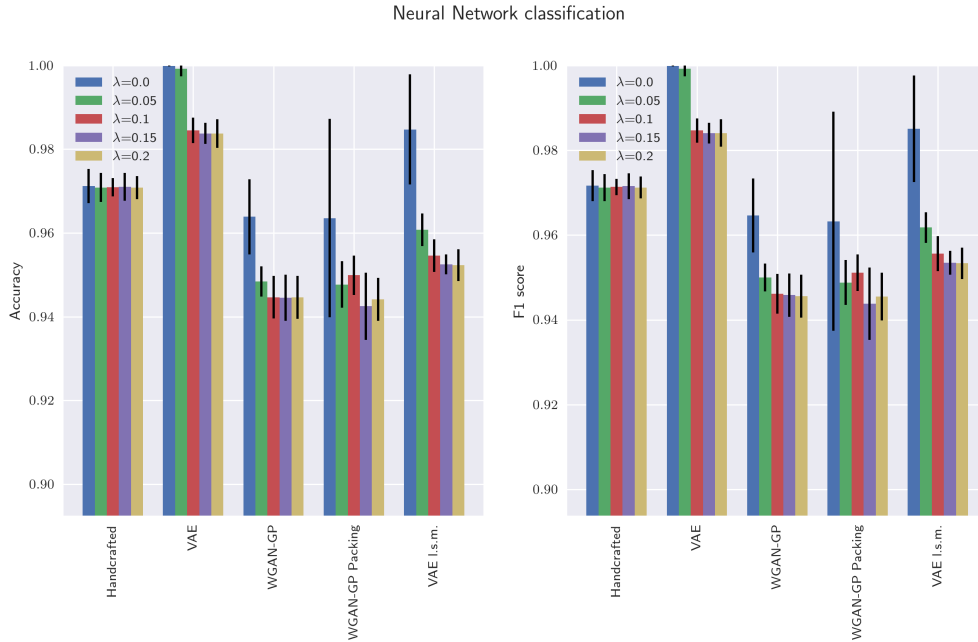 Neural Network classification
1.00
0.98
0.96
0.94
0.92
0.90
Accuracy
λ=0.0
λ=0.05
λ=0.1
λ=0.15
λ=0.2
Handcrafted
VAE
WGAN-GP
WGAN-GP Packing
VAE l.s.m.
1.00
0.98
0.96
0.94
0.92
0.90
F1 score
λ=0.0
λ=0.05
λ=0.1
λ=0.15
λ=0.2
Handcrafted
VAE
WGAN-GP
WGAN-GP Packing
VAE l.s.m.